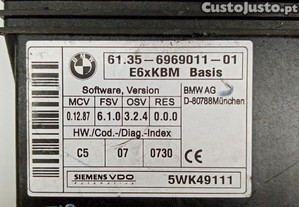 CustoJusto.pt
61.35-6969011-01
E6xKBM Basis
Software, Version
BMW AG
D-80788München
MCV FSV OSV RES
0.12.87 6.1.0 3.2.4 0.0.0
HW./Cod.-/Diag.-Index
C5 07 0730
SIEMENS VDO
5WK49111